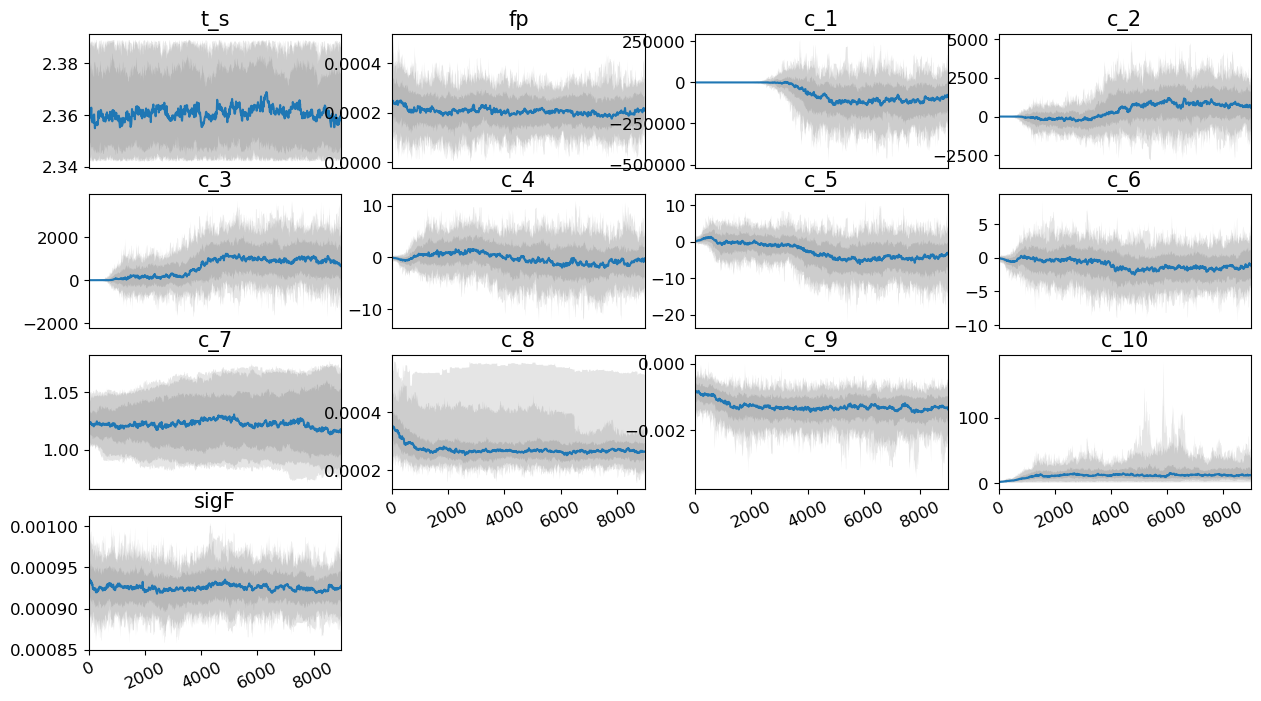 t_s fp c_1 c_2
2.38 0.0004 250000 5000
2.36 0.0002 0 2500
2.34 0.0000 −250000 0
−500000 −2500
c_3 c_4 c_5 c_6
2000 10 10 5
0 0 0 0
−2000 −10 −10 −5
−20 −10
c_7 c_8 c_9 c_10
1.05 0.0004 0.000 100
1.00 0.0002 −0.002 0
0 2000 4000 6000 8000 0 2000 4000 6000 8000 0 2000 4000 6000 8000
sigF
0.00100
0.00095
0.00090
0.00085
0 2000 4000 6000 8000